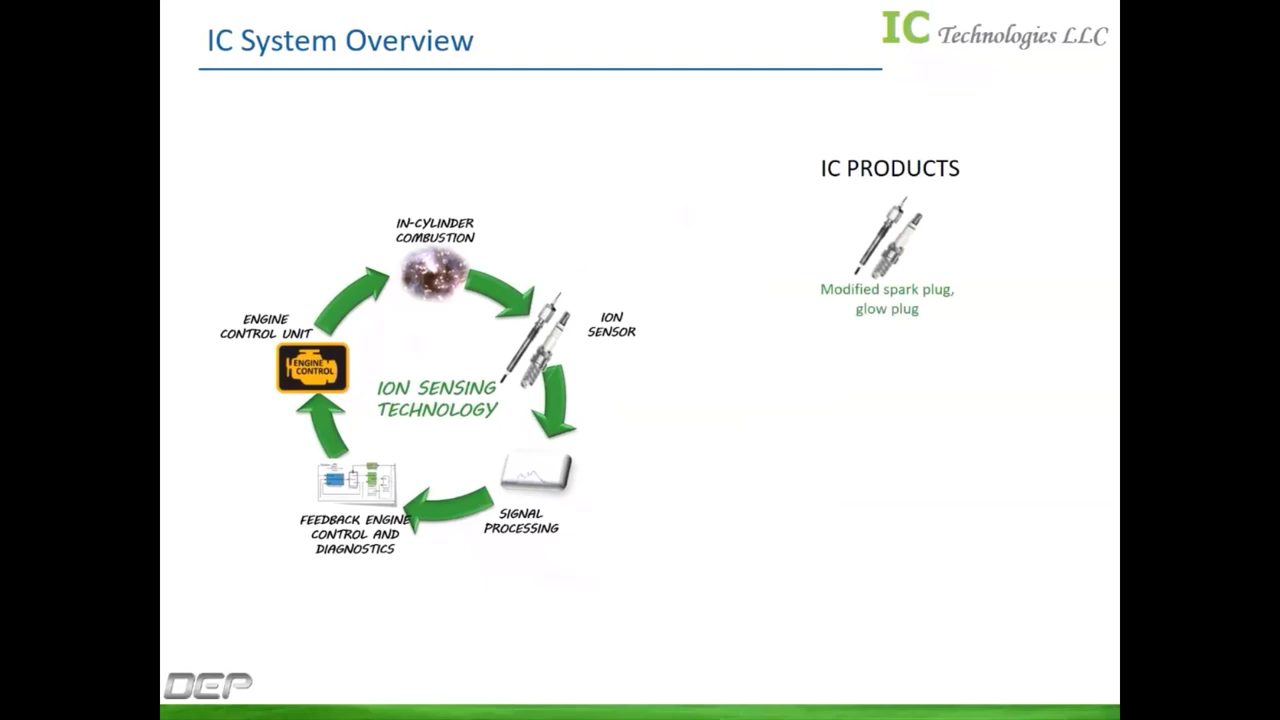 IC System Overview
IC Technologies LLC
IC PRODUCTS
Modified spark plug,
glow plug
IN-CYLINDER
COMBUSTION
ION
SENSOR
ENGINE
CONTROL UNIT
ENGINE
CONTROL
ION SENSING
TECHNOLOGY
SIGNAL
PROCESSING
FEEDBACK ENGINE
CONTROL AND
DIAGNOSTICS
DEP